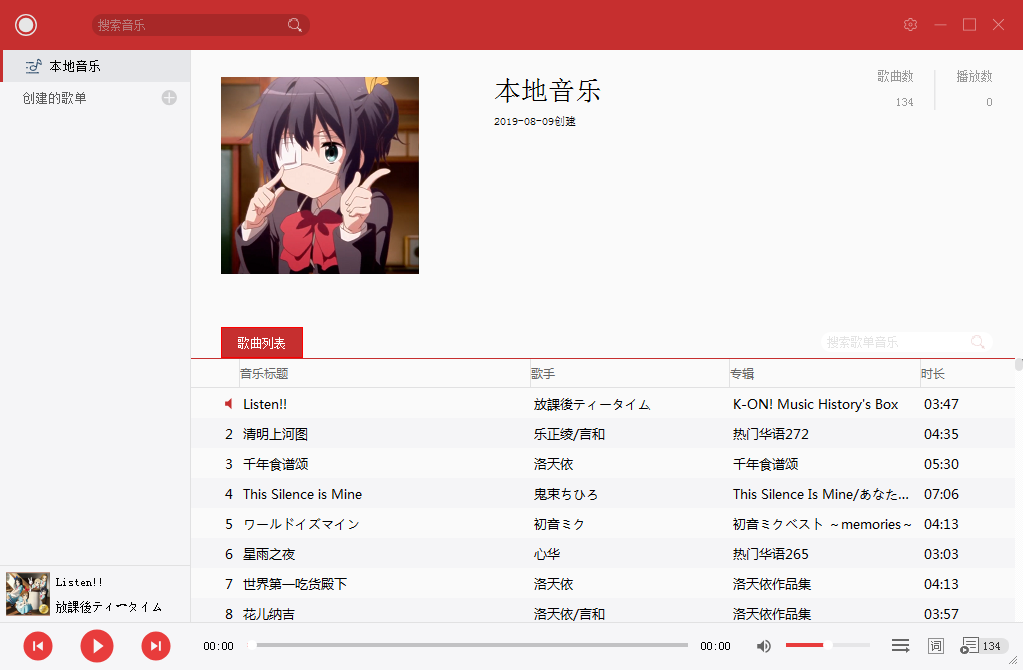 搜索音乐
本地音乐
创建的歌单
本地音乐
2019-08-09创建
歌曲数 播放数
134 0
歌曲列表
搜索歌单音乐
音乐标题 歌手 专辑 时长
Listen!! 放課後ティータイム K-ON! Music History's Box 03:47
2 清明上河图 乐正绫/言和 热门华语272 04:35
3 千年食谱颂 洛天依 千年食谱颂 05:30
4 This Silence is Mine 鬼束ちひろ This Silence Is Mine/あなた... 07:06
5 ワールドイズマイン 初音ミク 初音ミクベスト ～memories～ 04:13
6 星雨之夜 心华 热门华语265 03:03
7 世界第一吃货殿下 洛天依 洛天依作品集 04:13
8 花儿纳吉 洛天依/言和 洛天依作品集 03:57
Listen!!
放課後ティータイム
00:00 00:00 词 134